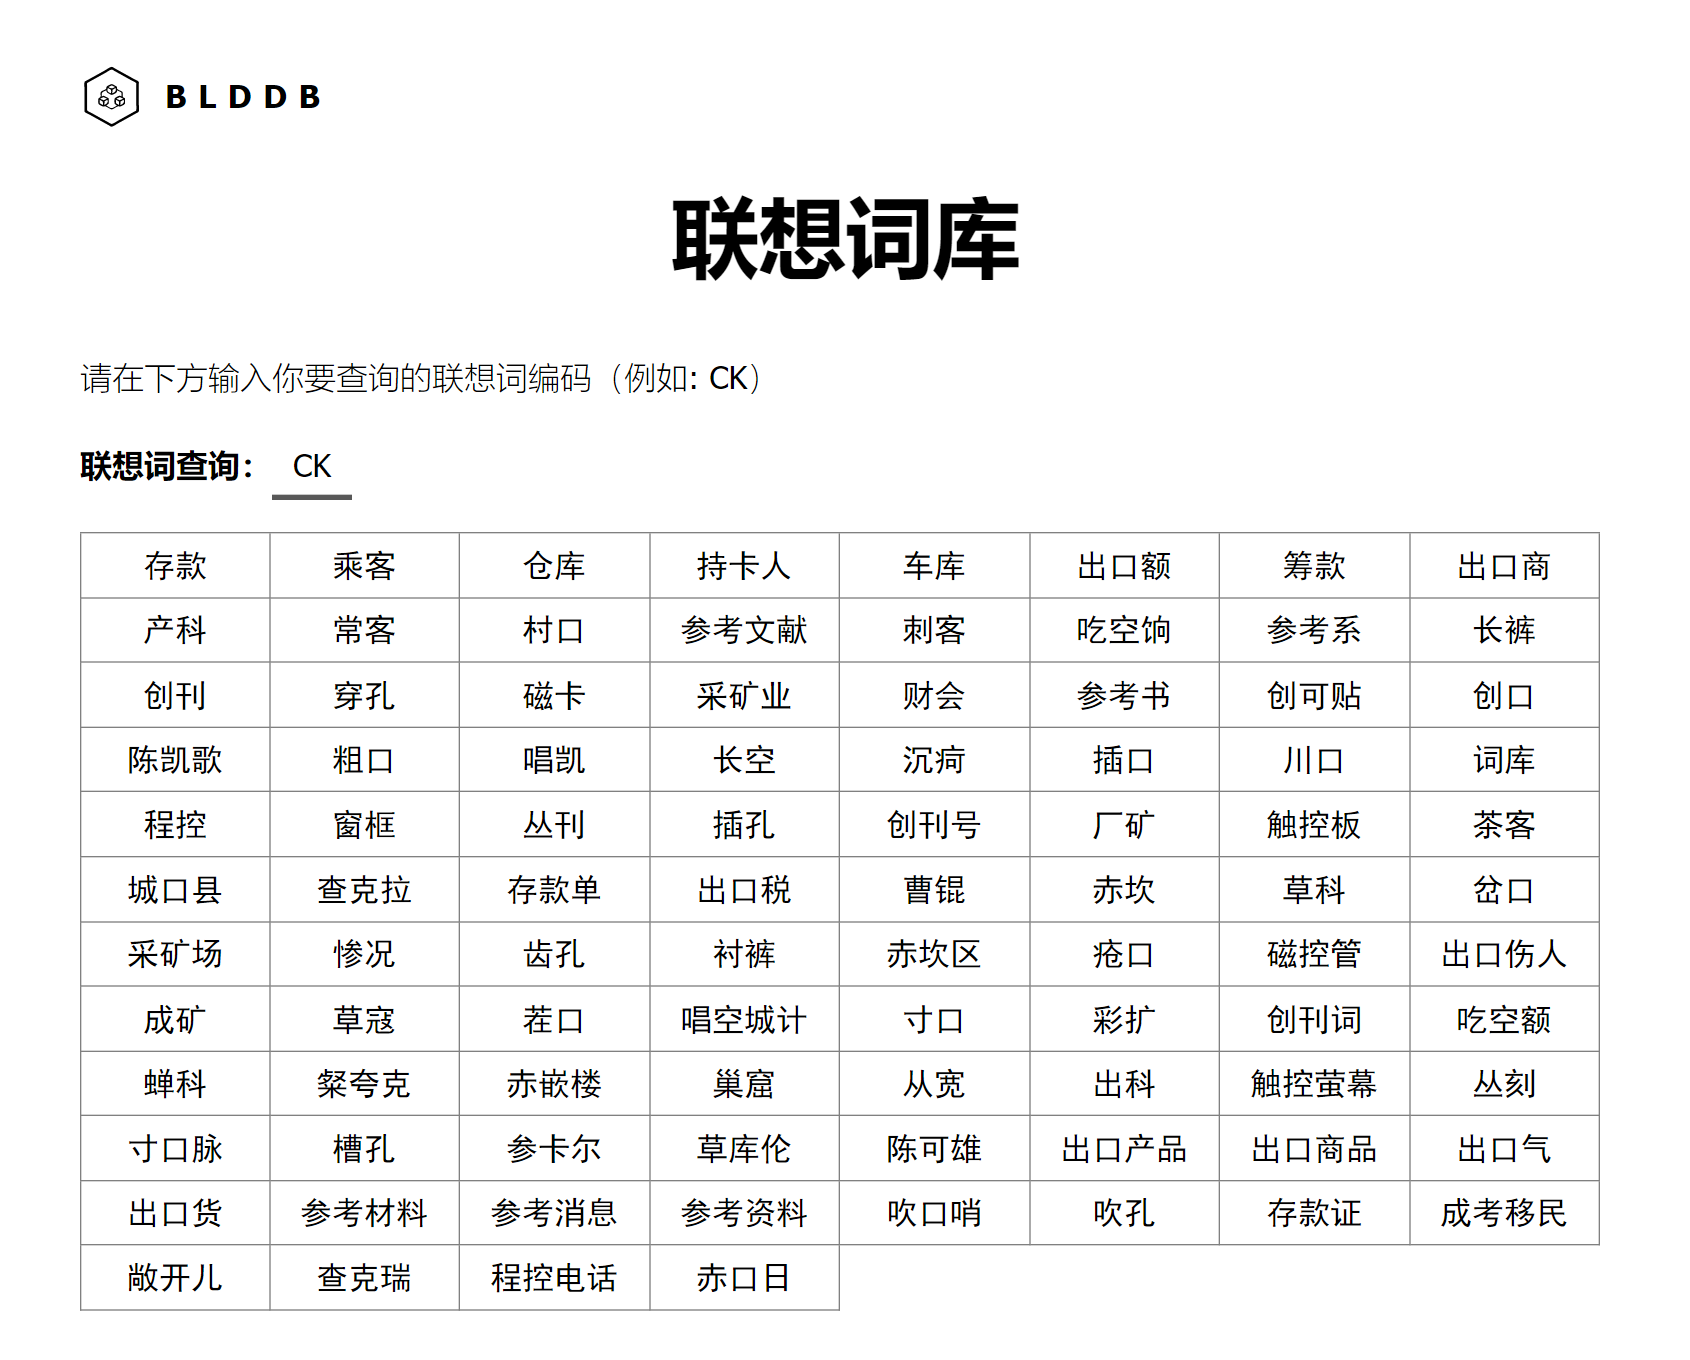 BLDDB
联想词库
请在下方输入你要查询的联想词编码（例如: CK）
联想词查询： CK
存款 乘客 仓库 持卡人 车库 出口额 筹款 出口商
产科 常客 村口 参考文献 刺客 吃空饷 参考系 长裤
创刊 穿孔 磁卡 采矿业 财会 参考书 创可贴 创口
陈凯歌 粗口 唱凯 长空 沉疴 插口 川口 词库
程控 窗框 丛刊 插孔 创刊号 厂矿 触控板 茶客
城口县 查克拉 存款单 出口税 曹锟 赤坎 草科 岔口
采矿场 惨况 齿孔 衬裤 赤坎区 疮口 磁控管 出口伤人
成矿 草寇 茬口 唱空城计 寸口 彩扩 创刊词 吃空额
蝉科 粲夸克 赤嵌楼 巢窟 从宽 出科 触控萤幕 丛刻
寸口脉 槽孔 参卡尔 草库伦 陈可雄 出口产品 出口商品 出口气
出口货 参考材料 参考消息 参考资料 吹口哨 吹孔 存款证 成考移民
敞开儿 查克瑞 程控电话 赤口日